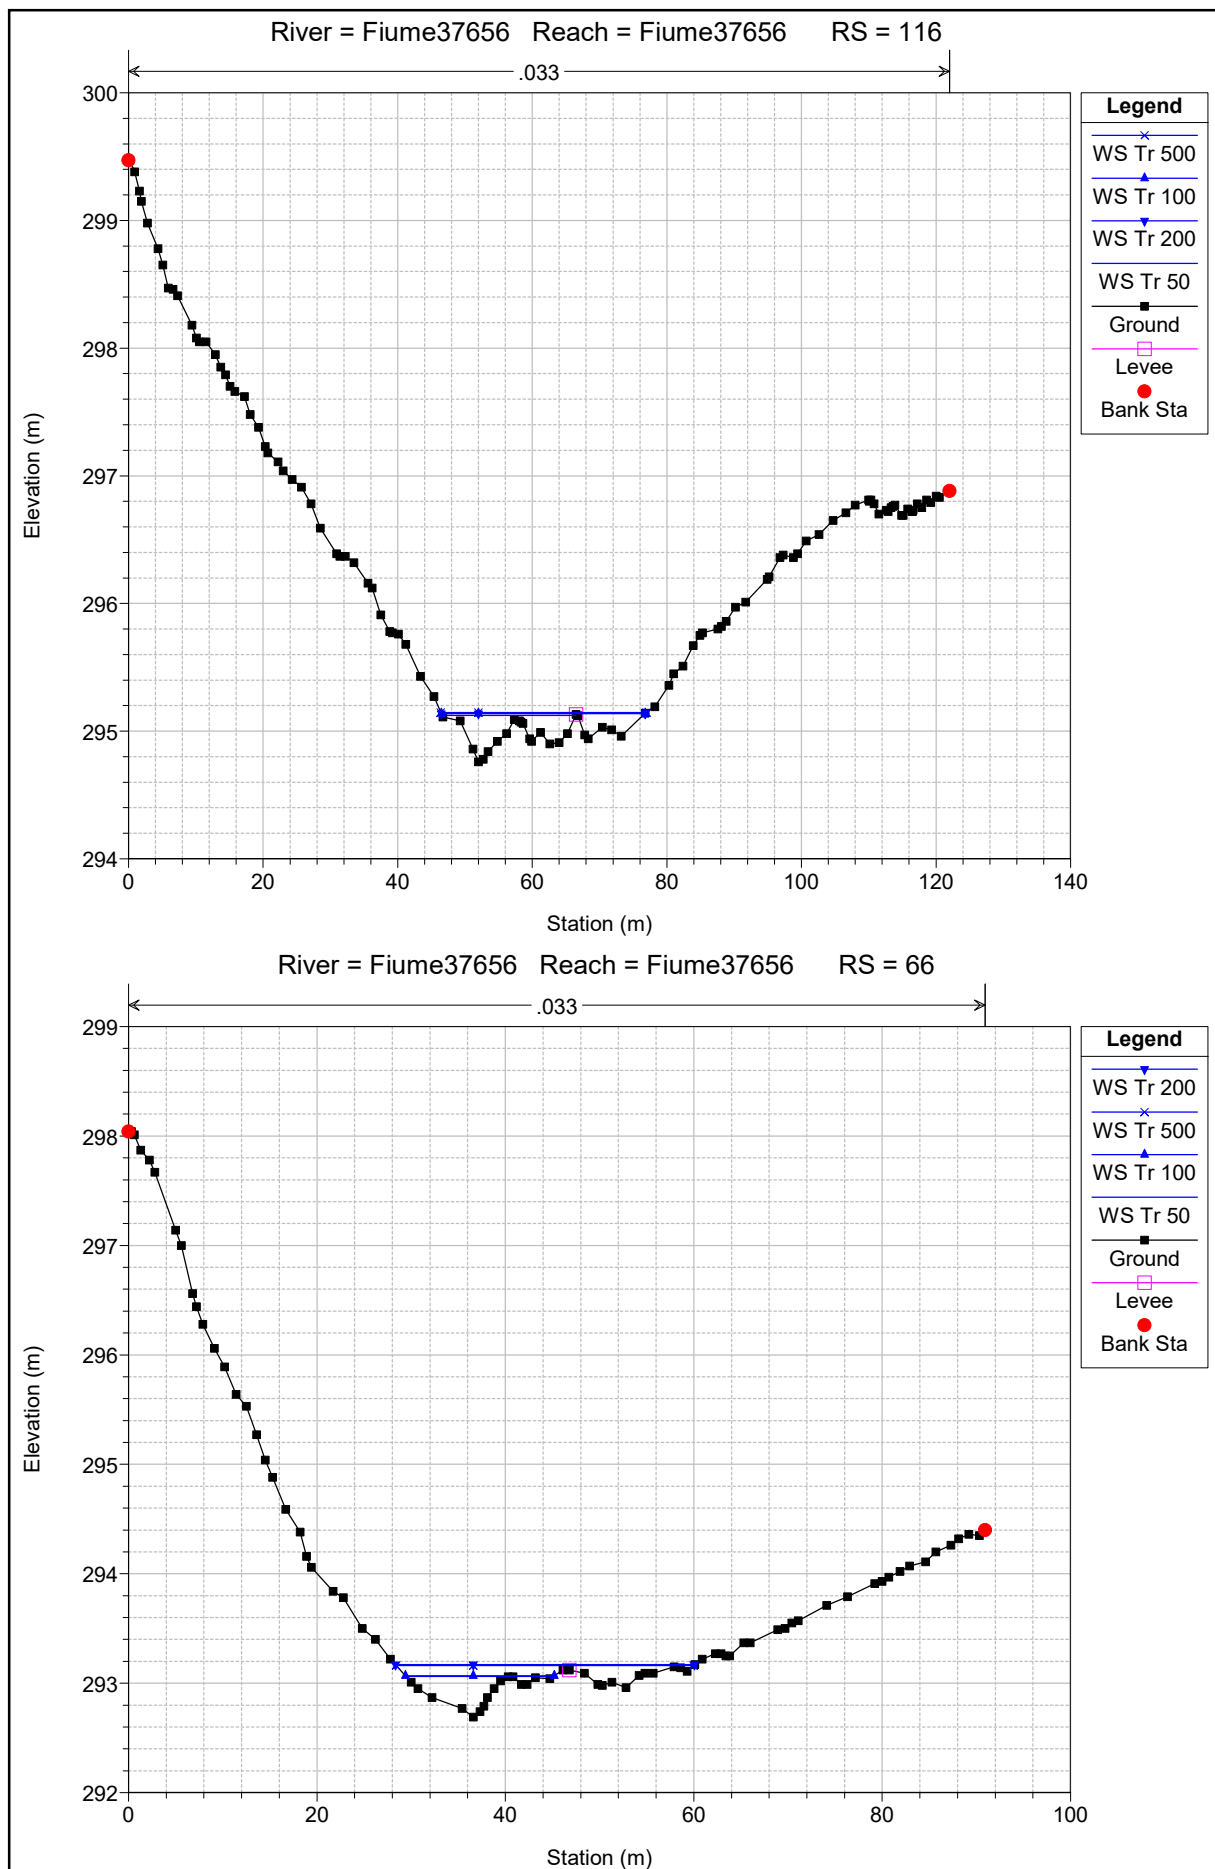 River = Fiume37656 Reach = Fiume37656 RS = 116
.033
Legend
WS Tr 500
WS Tr 100
WS Tr 200
WS Tr 50
Ground
Levee
Bank Sta
300
299
298
297
296
295
294
Elevation (m)
0 20 40 60 80 100 120 140
Station (m)
River = Fiume37656 Reach = Fiume37656 RS = 66
.033
Legend
WS Tr 200
WS Tr 500
WS Tr 100
WS Tr 50
Ground
Levee
Bank Sta
299
298
297
296
295
294
293
292
Elevation (m)
0 20 40 60 80 100
Station (m)